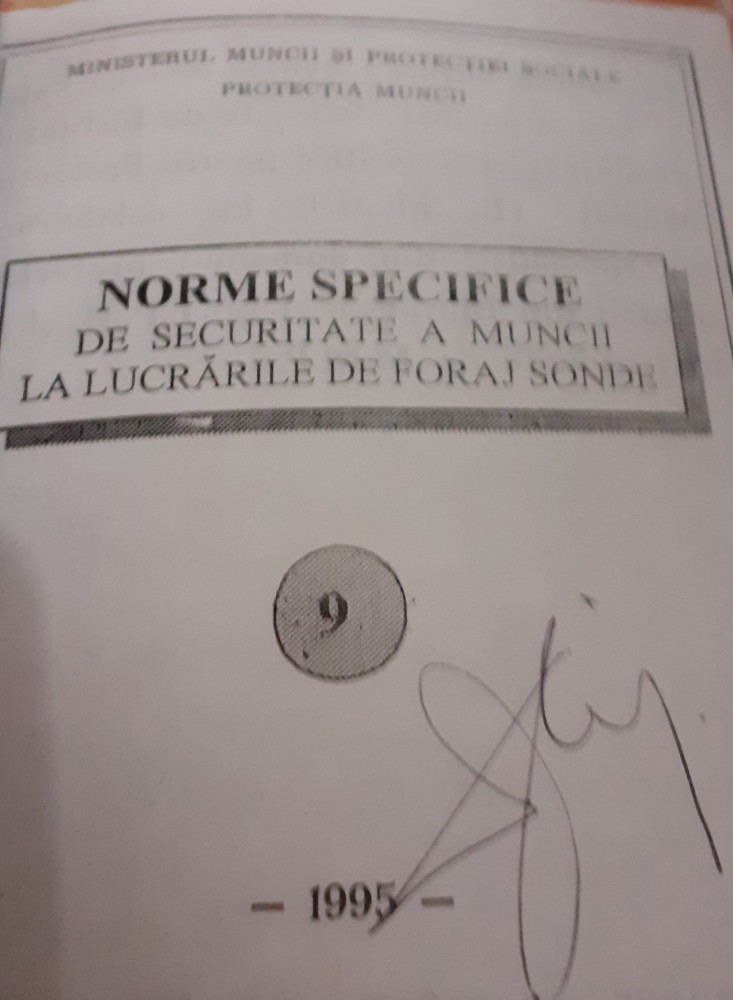 MINISTERUL MUNCII ȘI PROTECȚIEI SOCIALE
PROTECȚIA MUNCII
NORME SPECIFICE
DE SECURITATE A MUNCII
LA LUCRĂRILE DE FORAJ SONDE
9
– 1995 –